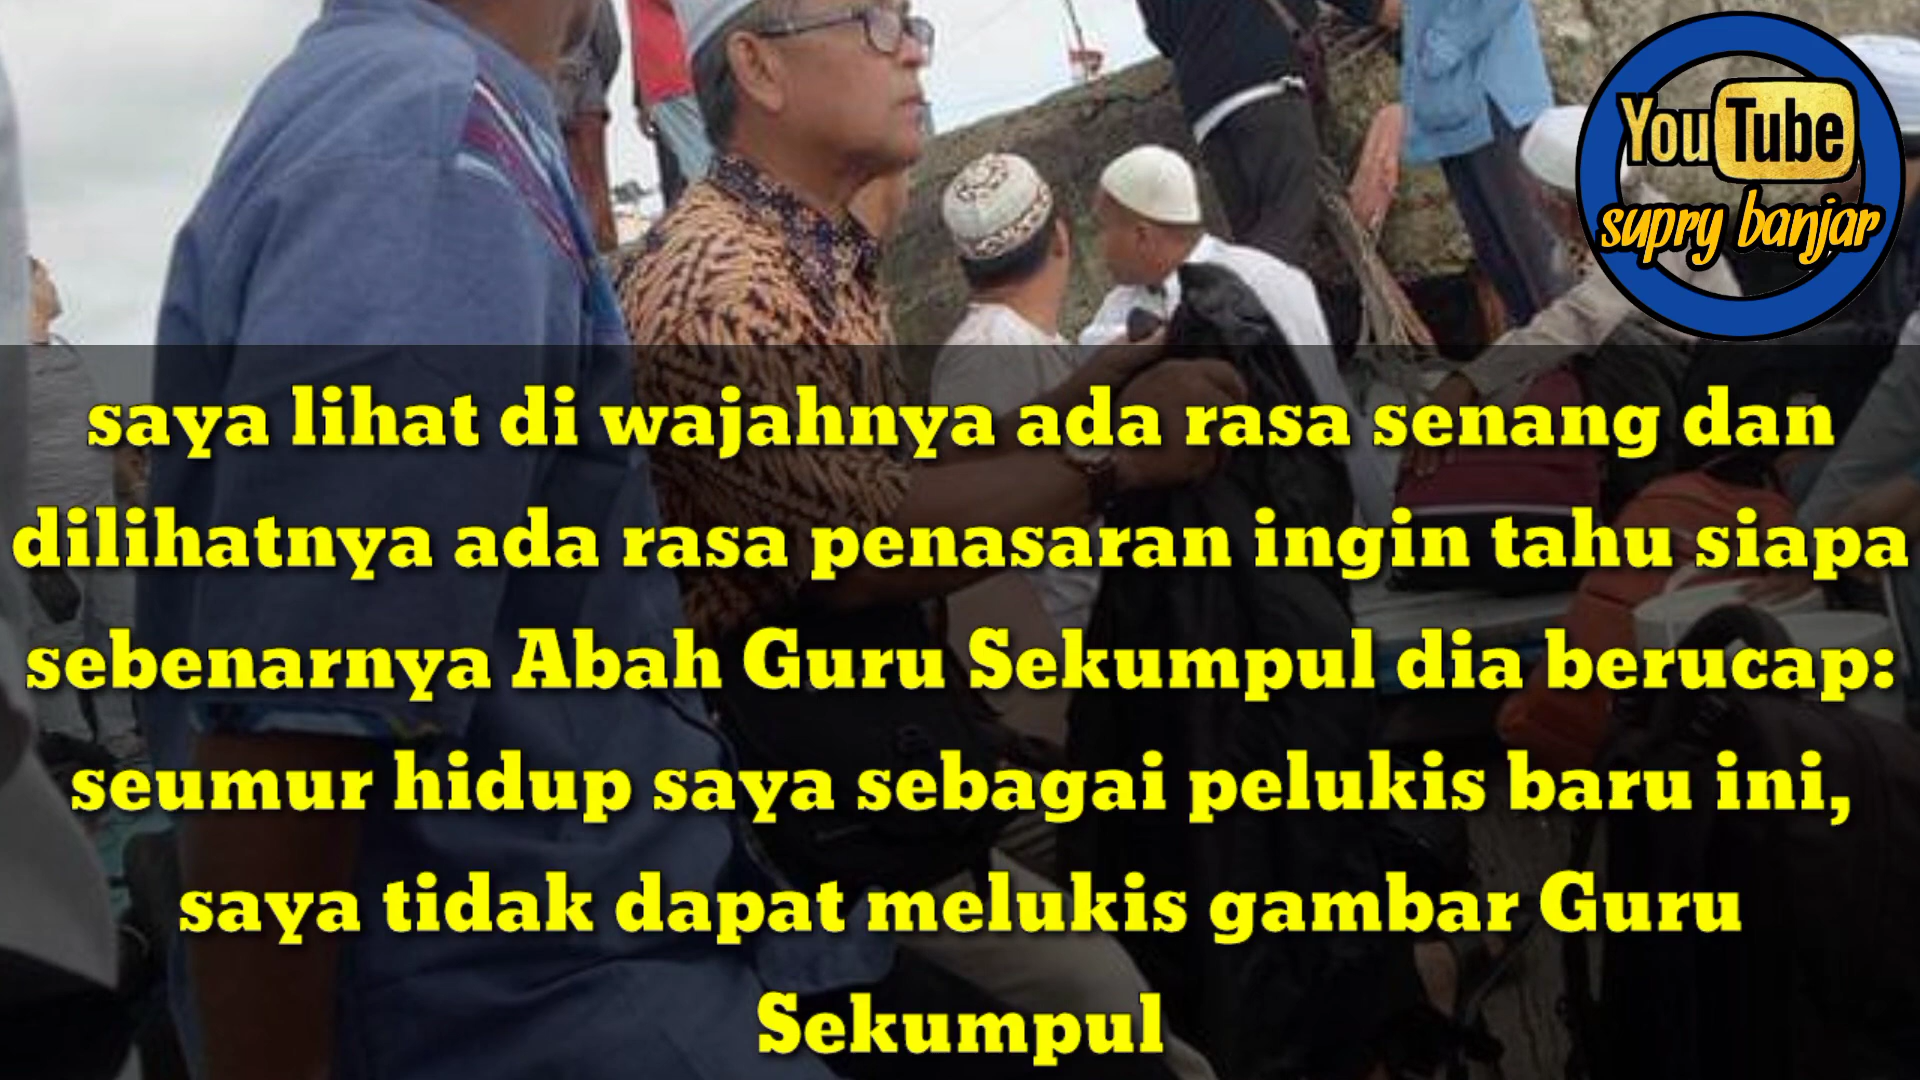 YouTube
supry banjar
saya lihat di wajahnya ada rasa senang dan
dilihatnya ada rasa penasaran ingin tahu siapa
sebenarnya Abah Guru Sekumpul dia berucap:
seumur hidup saya sebagai pelukis baru ini,
saya tidak dapat melukis gambar Guru
Sekumpul